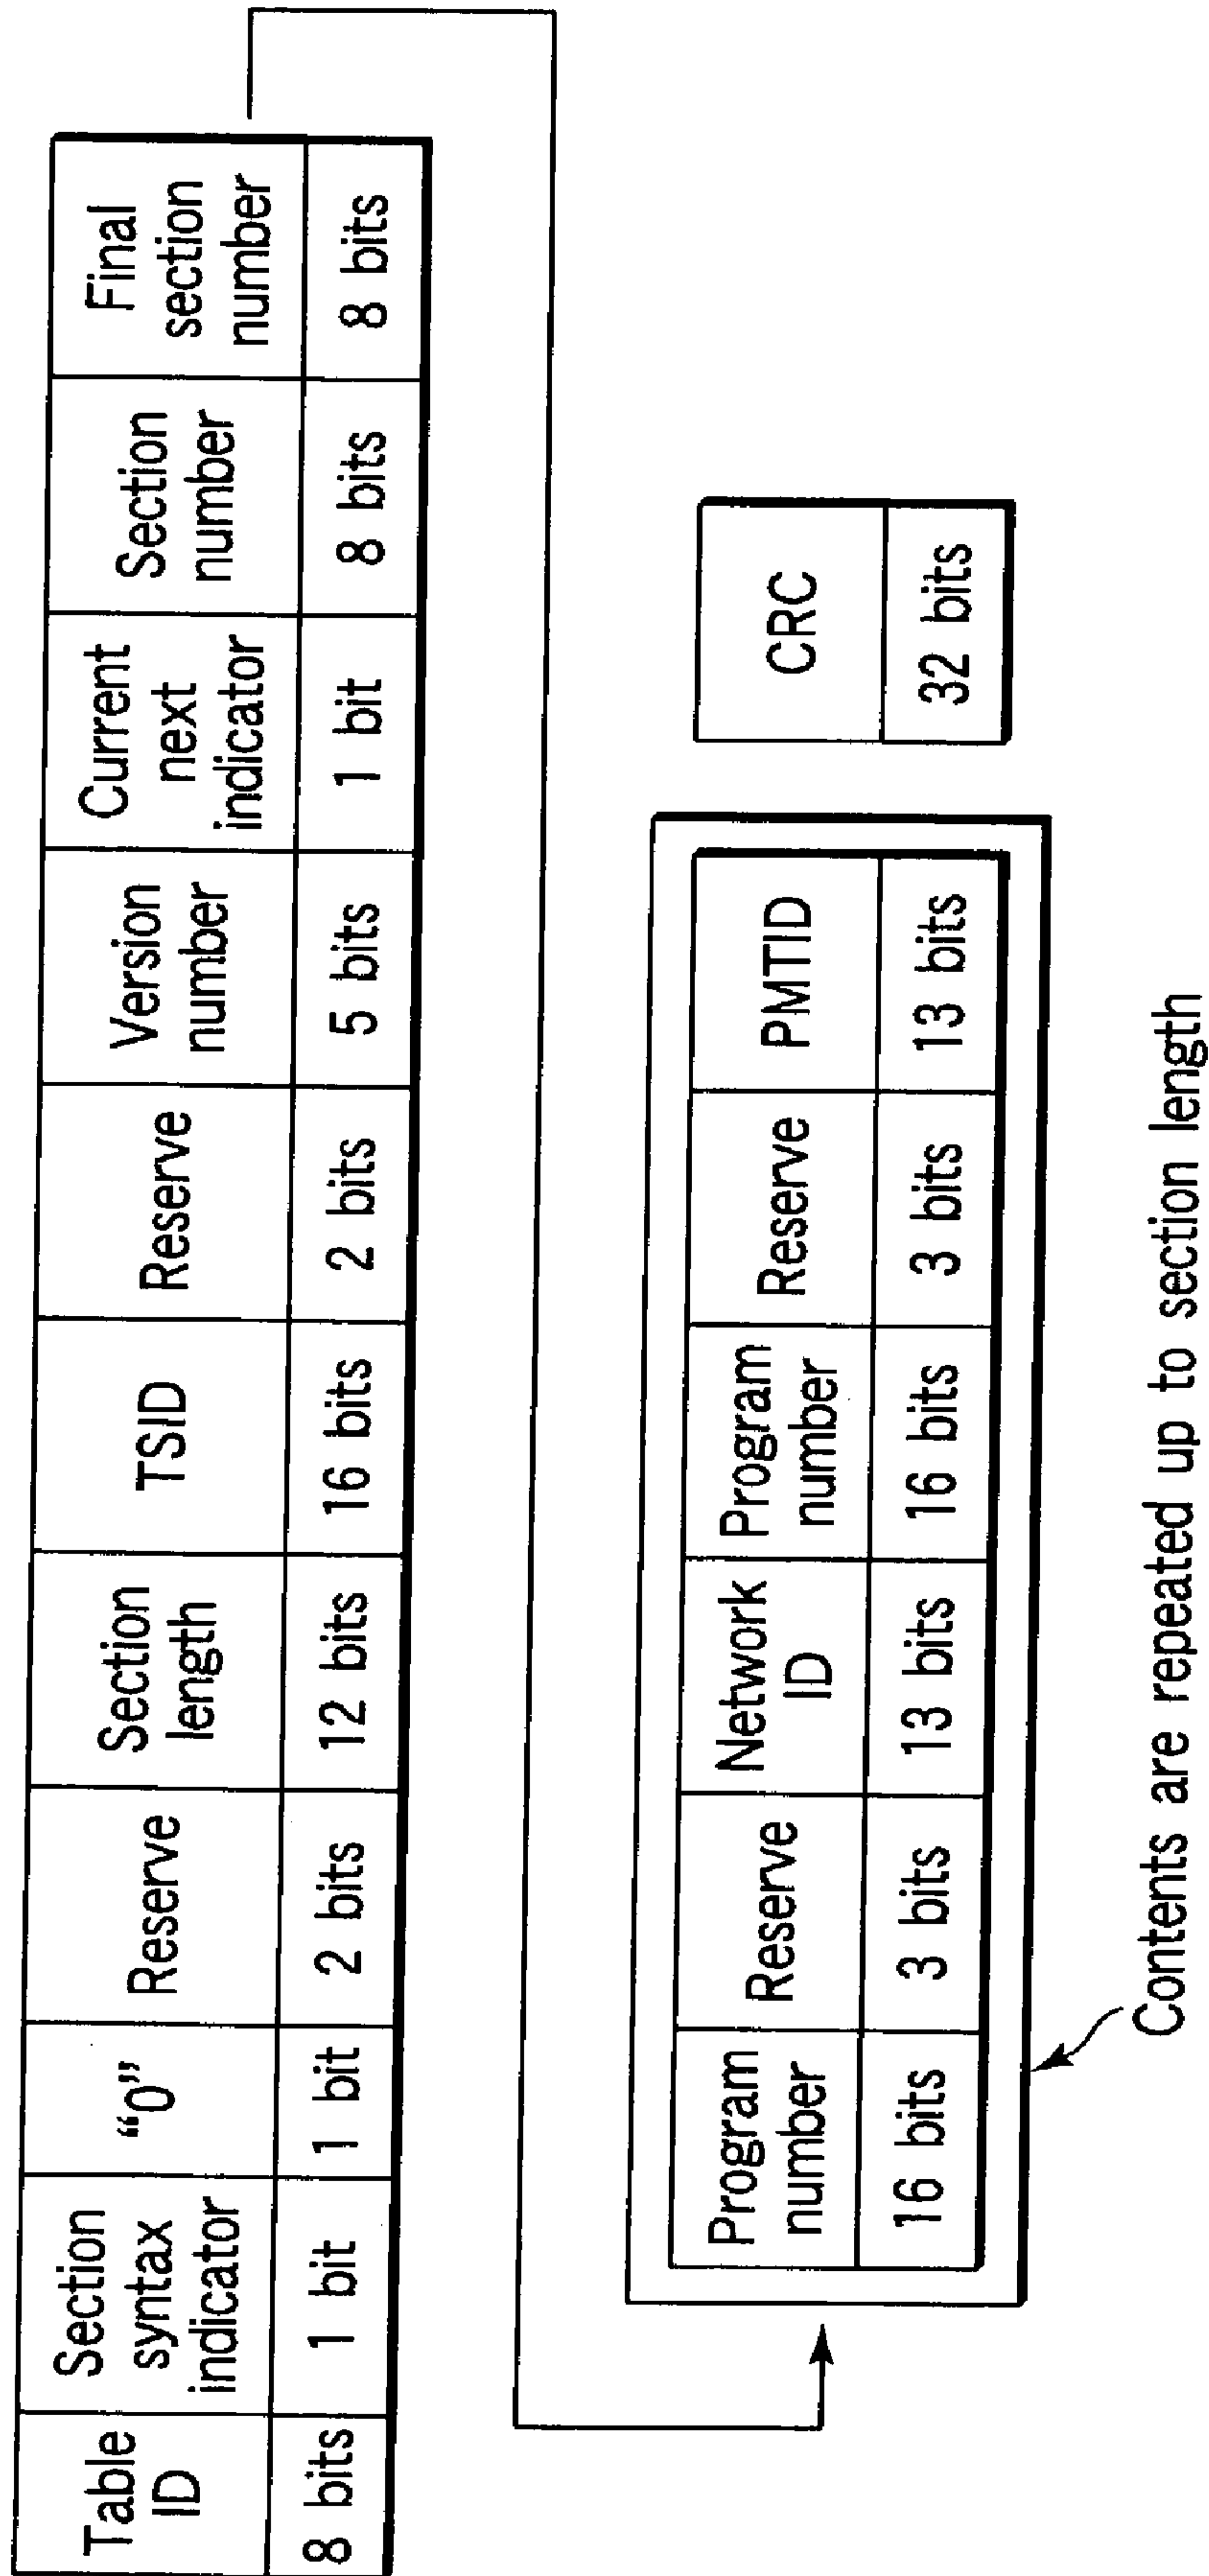 Table
ID
8 bits
Section
syntax
indicator
1 bit
“0”
1 bit
Reserve
2 bits
Section
length
12 bits
TSID
16 bits
Reserve
2 bits
Version
number
5 bits
Current
next
indicator
1 bit
Section
number
8 bits
Final
section
number
8 bits
Program
number
16 bits
Reserve
3 bits
Network
ID
13 bits
Program
number
16 bits
Reserve
3 bits
PMTID
13 bits
CRC
32 bits
Contents are repeated up to section length